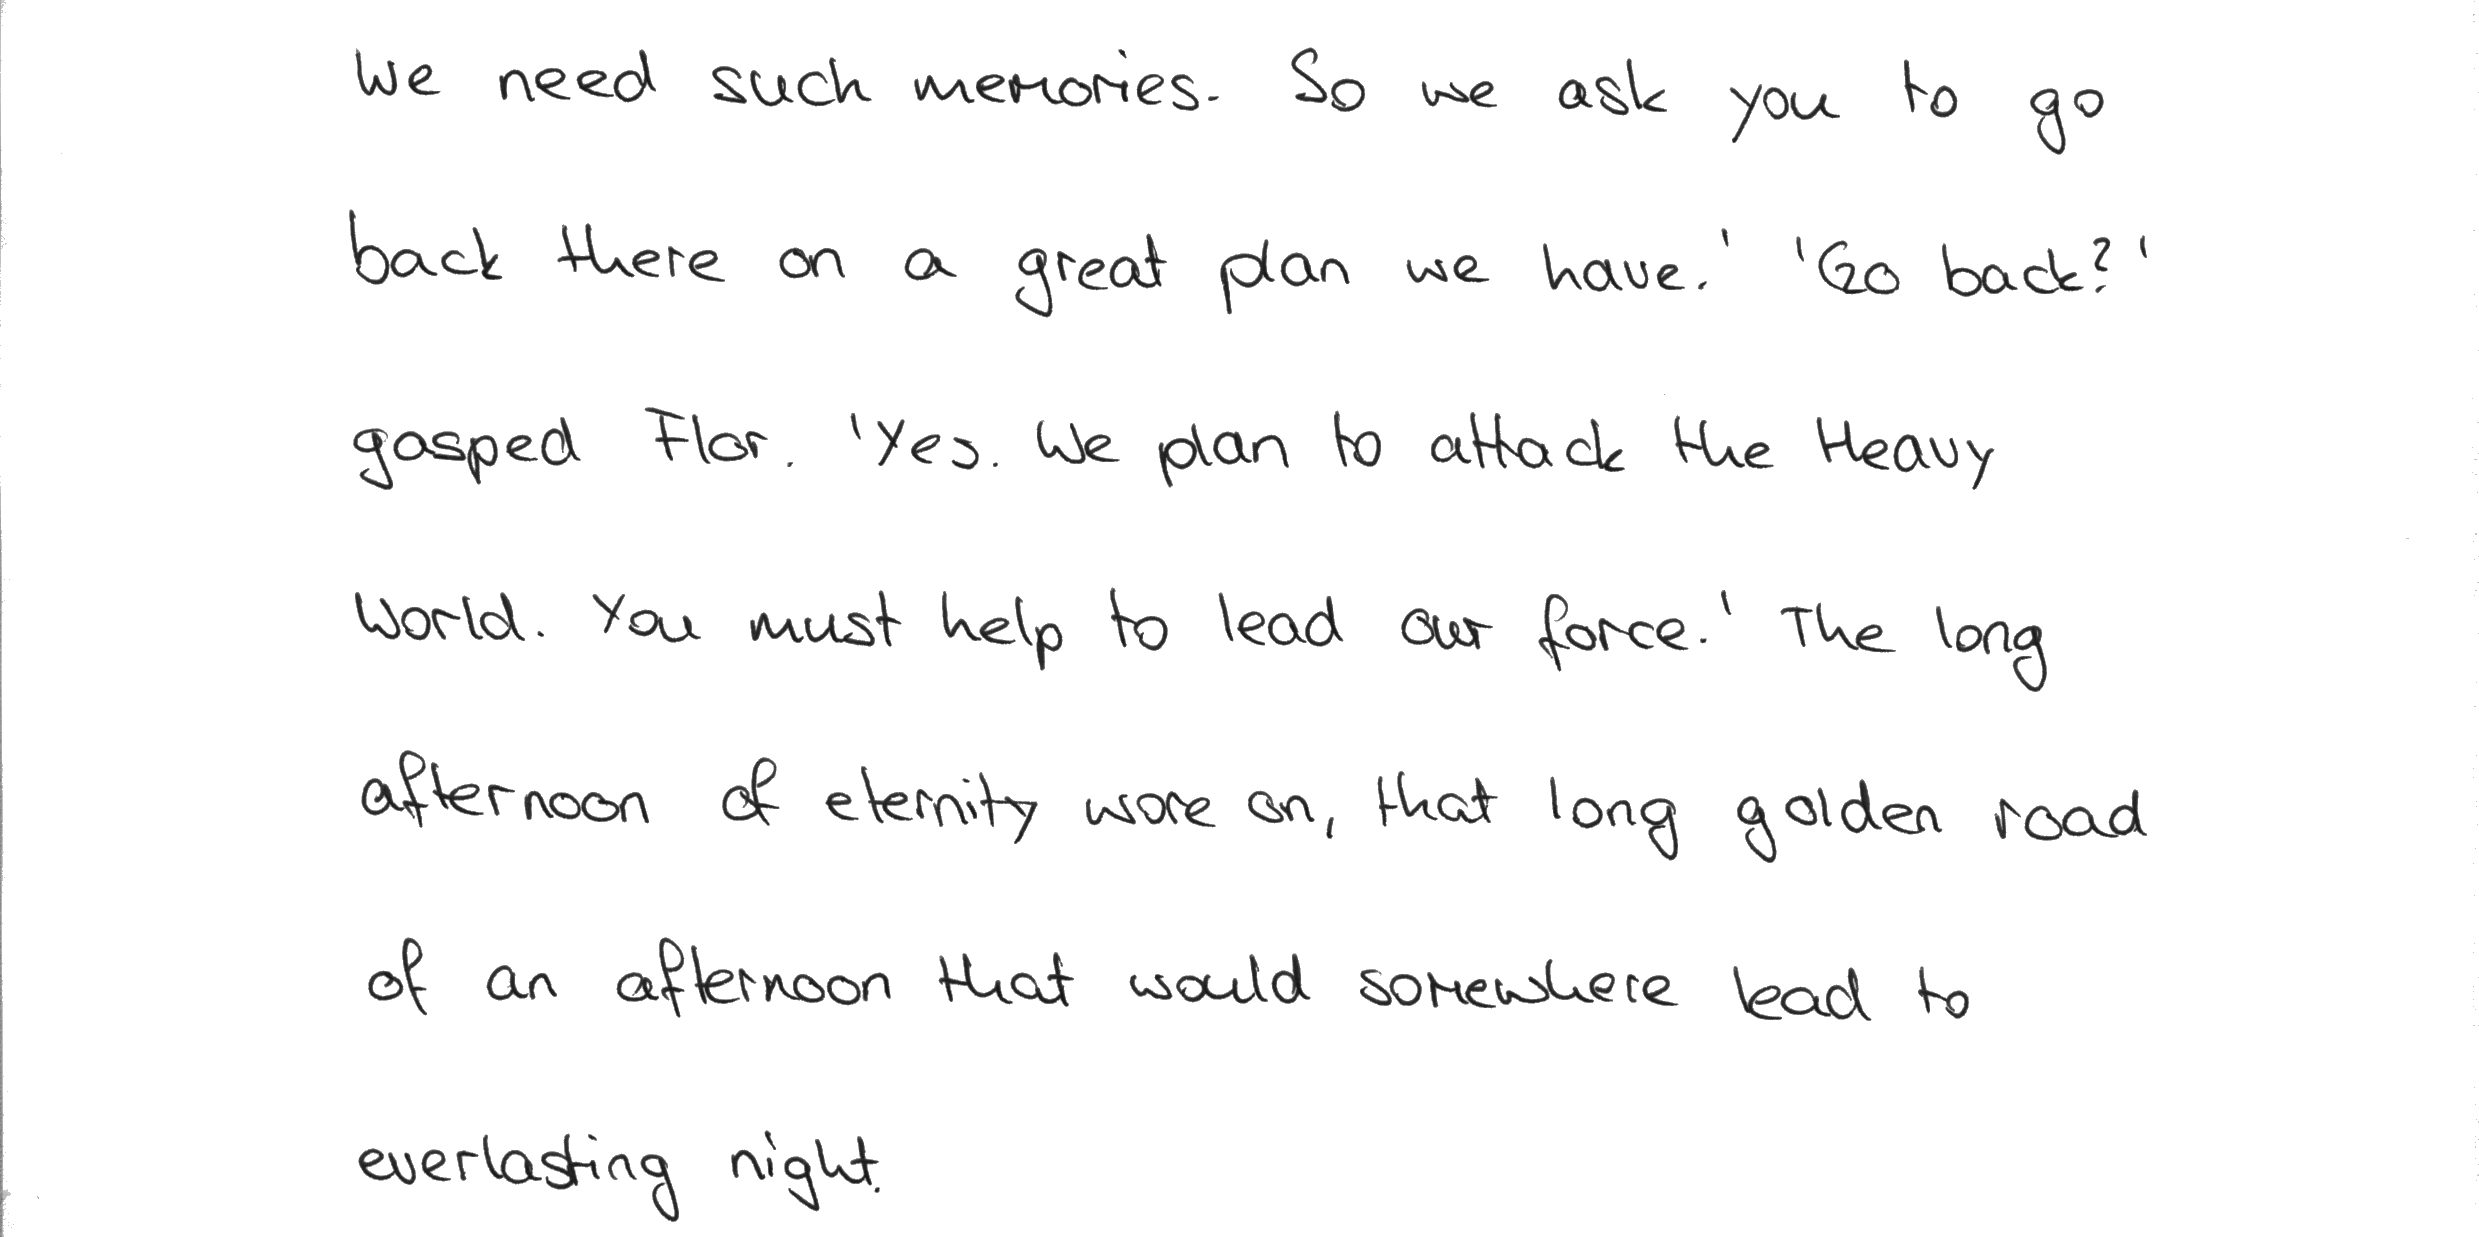 We need such memories. So we ask you to go
back there on a great plan we have.' 'Go back?'
gasped Flor. 'Yes. We plan to attack the Heavy
World. You must help to lead our force.' The long
afternoon of eternity wore on, that long golden road
of an afternoon that would somewhere lead to
everlasting night.